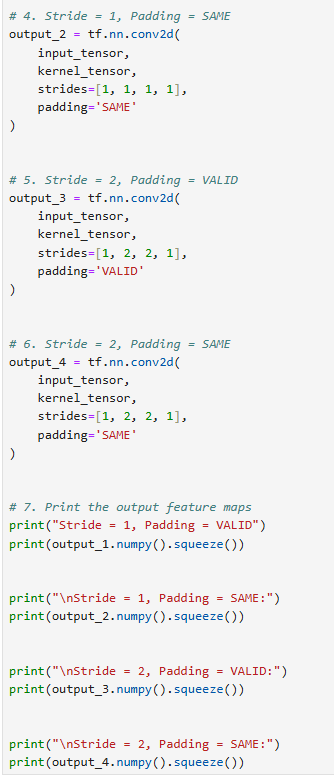 # 4. Stride = 1, Padding = SAME
output_2 = tf.nn.conv2d(
    input_tensor,
    kernel_tensor,
    strides=[1, 1, 1, 1],
    padding='SAME'
)
# 5. Stride = 2, Padding = VALID
output_3 = tf.nn.conv2d(
    input_tensor,
    kernel_tensor,
    strides=[1, 2, 2, 1],
    padding='VALID'
)
# 6. Stride = 2, Padding = SAME
output_4 = tf.nn.conv2d(
    input_tensor,
    kernel_tensor,
    strides=[1, 2, 2, 1],
    padding='SAME'
)
# 7. Print the output feature maps
print("Stride = 1, Padding = VALID")
print(output_1.numpy().squeeze())
print("\nStride = 1, Padding = SAME:")
print(output_2.numpy().squeeze())
print("\nStride = 2, Padding = VALID:")
print(output_3.numpy().squeeze())
print("\nStride = 2, Padding = SAME:")
print(output_4.numpy().squeeze())